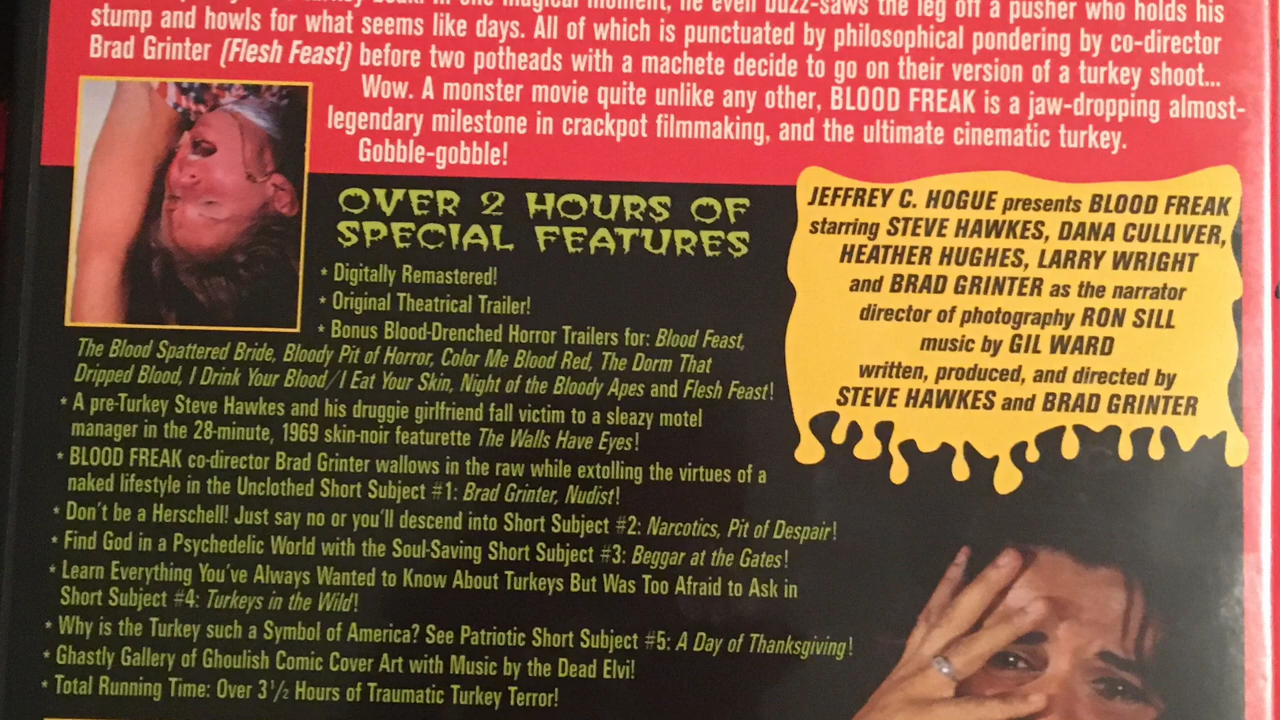 he even buzz-saws the leg off a pusher who holds his
stump and howls for what seems like days. All of which is punctuated by philosophical pondering by co-director
Brad Grinter (Flesh Feast) before two potheads with a machete decide to go on their version of a turkey shoot...
Wow. A monster movie quite unlike any other, BLOOD FREAK is a jaw-dropping almost-
legendary milestone in crackpot filmmaking, and the ultimate cinematic turkey.
Gobble-gobble!
OVER 2 HOURS OF
SPECIAL FEATURES
* Digitally Remastered!
* Original Theatrical Trailer!
* Bonus Blood-Drenched Horror Trailers for: Blood Feast,
The Blood Spattered Bride, Bloody Pit of Horror, Color Me Blood Red, The Dorm That
Dripped Blood, I Drink Your Blood/I Eat Your Skin, Night of the Bloody Apes and Flesh Feast!
* A pre-Turkey Steve Hawkes and his druggie girlfriend fall victim to a sleazy motel
manager in the 28-minute, 1969 skin-noir featurette The Walls Have Eyes!
* BLOOD FREAK co-director Brad Grinter wallows in the raw while extolling the virtues of a
naked lifestyle in the Unclothed Short Subject #1: Brad Grinter, Nudist!
* Don't be a Herschell! Just say no or you'll descend into Short Subject #2: Narcotics, Pit of Despair!
* Find God in a Psychedelic World with the Soul-Saving Short Subject #3: Beggar at the Gates!
* Learn Everything You've Always Wanted to Know About Turkeys But Was Too Afraid to Ask in
Short Subject #4: Turkeys in the Wild!
* Why is the Turkey such a Symbol of America? See Patriotic Short Subject #5: A Day of Thanksgiving!
* Ghastly Gallery of Ghoulish Comic Cover Art with Music by the Dead Elvi!
* Total Running Time: Over 3 1/2 Hours of Traumatic Turkey Terror!
JEFFREY C. HOGUE presents BLOOD FREAK
starring STEVE HAWKES, DANA CULLIVER,
HEATHER HUGHES, LARRY WRIGHT
and BRAD GRINTER as the narrator
director of photography RON SILL
music by GIL WARD
written, produced, and directed by
STEVE HAWKES and BRAD GRINTER